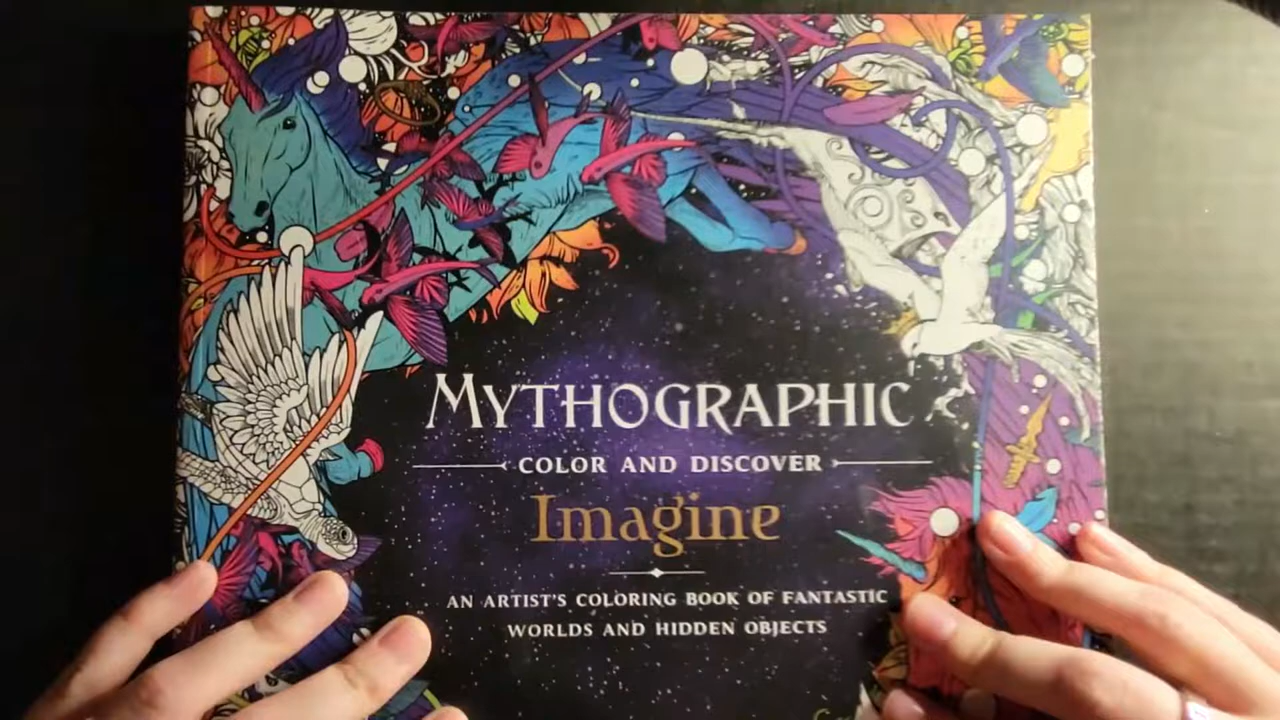 MYTHOGRAPHIC
COLOR AND DISCOVER
Imagine
AN ARTIST'S COLORING BOOK OF FANTASTIC
WORLDS AND HIDDEN OBJECTS